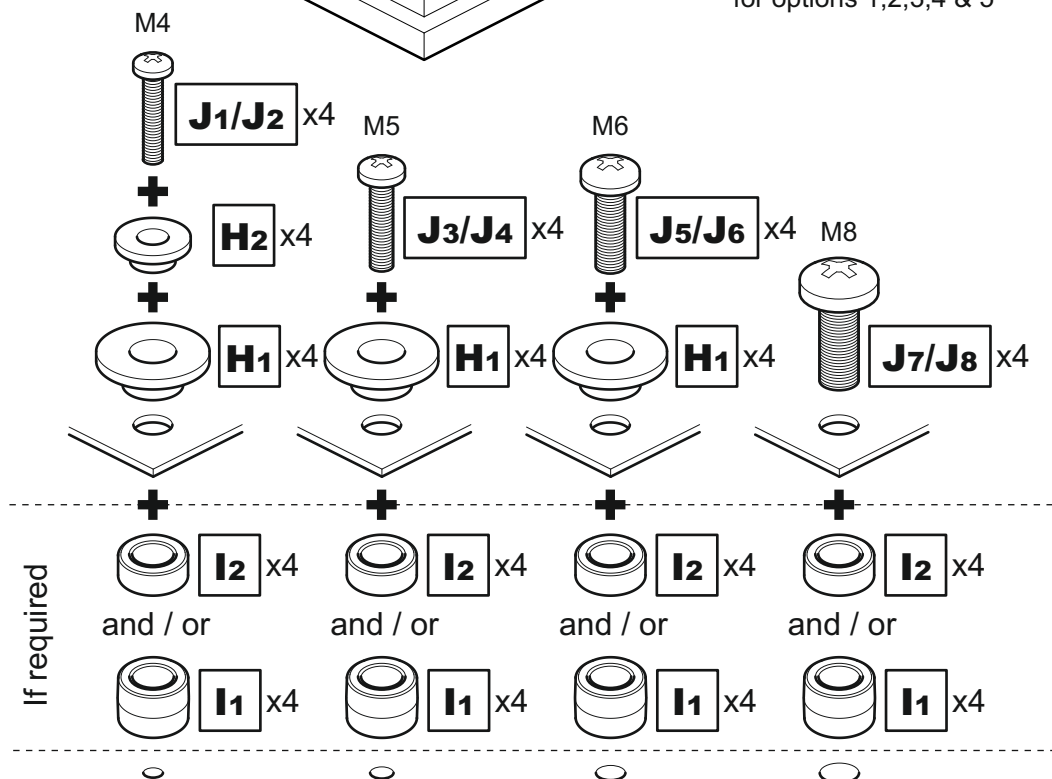 for options 1,2,3,4 & 5
M4
J1/J2 x4
M5
M6
H2 x4
J3/J4 x4
J5/J6 x4
M8
H1 x4
H1 x4
H1 x4
J7/J8 x4
If required
I2 x4
I2 x4
I2 x4
I2 x4
and / or
and / or
and / or
and / or
I1 x4
I1 x4
I1 x4
I1 x4